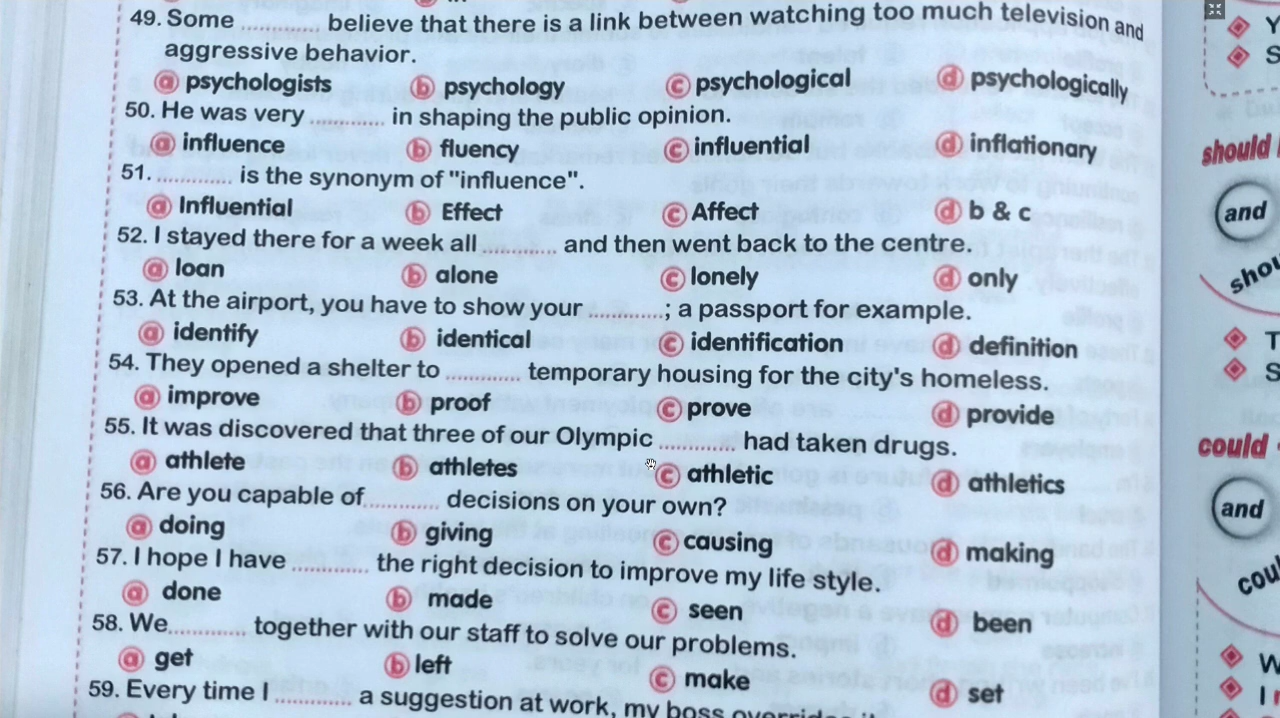 49. Some ............ believe that there is a link between watching too much television and
aggressive behavior.
ⓐ psychologists ⓑ psychology ⓒ psychological ⓓ psychologically
50. He was very ............ in shaping the public opinion.
ⓐ influence ⓑ fluency ⓒ influential ⓓ inflationary
51. ............ is the synonym of "influence".
ⓐ Influential ⓑ Effect ⓒ Affect ⓓ b & c
52. I stayed there for a week all ............ and then went back to the centre.
ⓐ loan ⓑ alone ⓒ lonely ⓓ only
53. At the airport, you have to show your ............; a passport for example.
ⓐ identify ⓑ identical ⓒ identification ⓓ definition
54. They opened a shelter to ............ temporary housing for the city's homeless.
ⓐ improve ⓑ proof ⓒ prove ⓓ provide
55. It was discovered that three of our Olympic ............ had taken drugs.
ⓐ athlete ⓑ athletes ⓒ athletic ⓓ athletics
56. Are you capable of ............ decisions on your own?
ⓐ doing ⓑ giving ⓒ causing ⓓ making
57. I hope I have ............ the right decision to improve my life style.
ⓐ done ⓑ made ⓒ seen ⓓ been
58. We ............ together with our staff to solve our problems.
ⓐ get ⓑ left ⓒ make ⓓ set
59. Every time I ............ a suggestion at work, my boss
Y
S
should
and
shou
T
S
could
and
coul
W
I